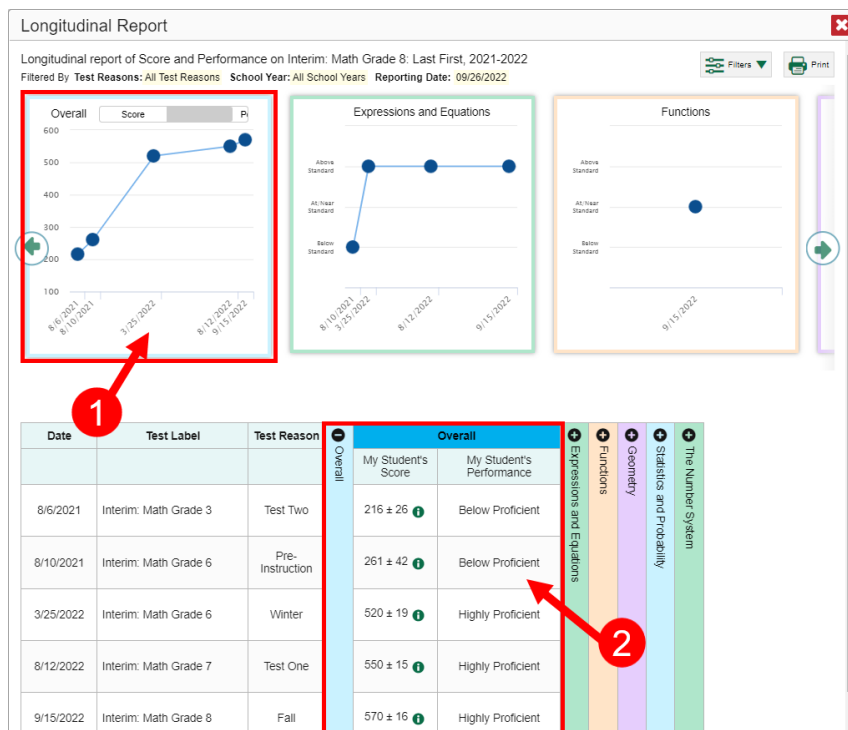 Longitudinal Report
Longitudinal report of Score and Performance on Interim: Math Grade 8: Last First, 2021-2022
Filtered By Test Reasons: All Test Reasons School Year: All School Years Reporting Date: 09/26/2022
Filters
Print
Overall
Score
Pe
600
500
400
300
200
100
8/6/2021
8/10/2021
3/25/2022
8/12/2022
9/15/2022
Expressions and Equations
Above
Standard
At/Near
Standard
Below
Standard
8/10/2021
3/25/2022
8/12/2022
9/15/2022
Functions
Above
Standard
At/Near
Standard
Below
Standard
9/15/2022
1
Date Test Label Test Reason Overall Overall
My Student's
Score
My Student's
Performance
Expressions and Equations
Functions
Geometry
Statistics and Probability
The Number System
8/6/2021 Interim: Math Grade 3 Test Two 216 ± 26 Below Proficient
8/10/2021 Interim: Math Grade 6 Pre-
Instruction 261 ± 42 Below Proficient
3/25/2022 Interim: Math Grade 6 Winter 520 ± 19 Highly Proficient
2
8/12/2022 Interim: Math Grade 7 Test One 550 ± 15 Highly Proficient
9/15/2022 Interim: Math Grade 8 Fall 570 ± 16 Highly Proficient